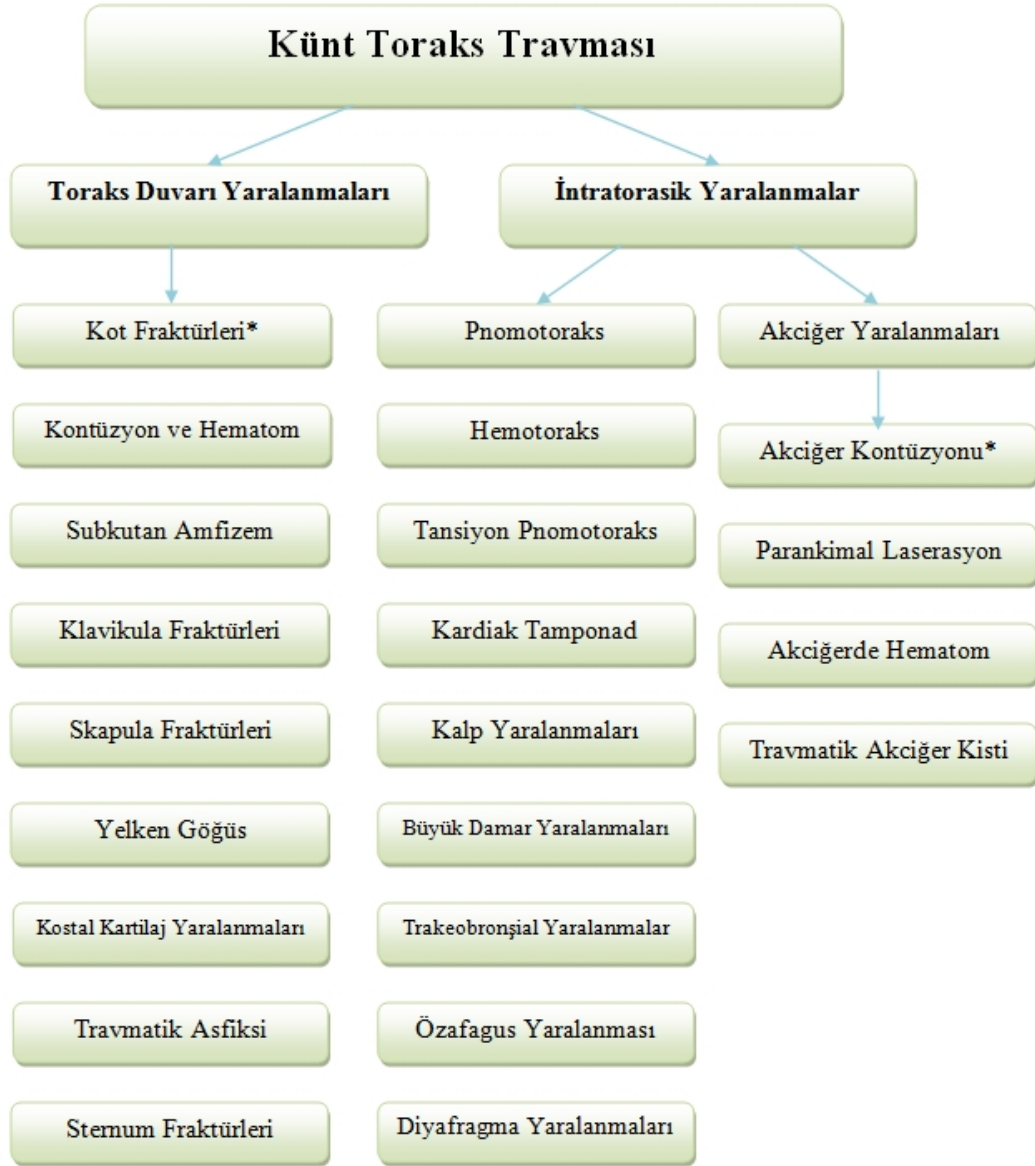 Künt Toraks Travması
Toraks Duvarı Yaralanmaları
İntratorasik Yaralanmalar
Kot Fraktürleri*
Kontüzyon ve Hematom
Subkutan Amfizem
Klavikula Fraktürleri
Skapula Fraktürleri
Yelken Göğüs
Kostal Kartilaj Yaralanmaları
Travmatik Asfiksi
Sternum Fraktürleri
Pnomotoraks
Hemotoraks
Tansiyon Pnomotoraks
Kardiak Tamponad
Kalp Yaralanmaları
Büyük Damar Yaralanmaları
Trakeobronşial Yaralanmalar
Özafagus Yaralanması
Diyafragma Yaralanmaları
Akciğer Yaralanmaları
Akciğer Kontüzyonu*
Parankimal Laserasyon
Akciğerde Hematom
Travmatik Akciğer Kisti